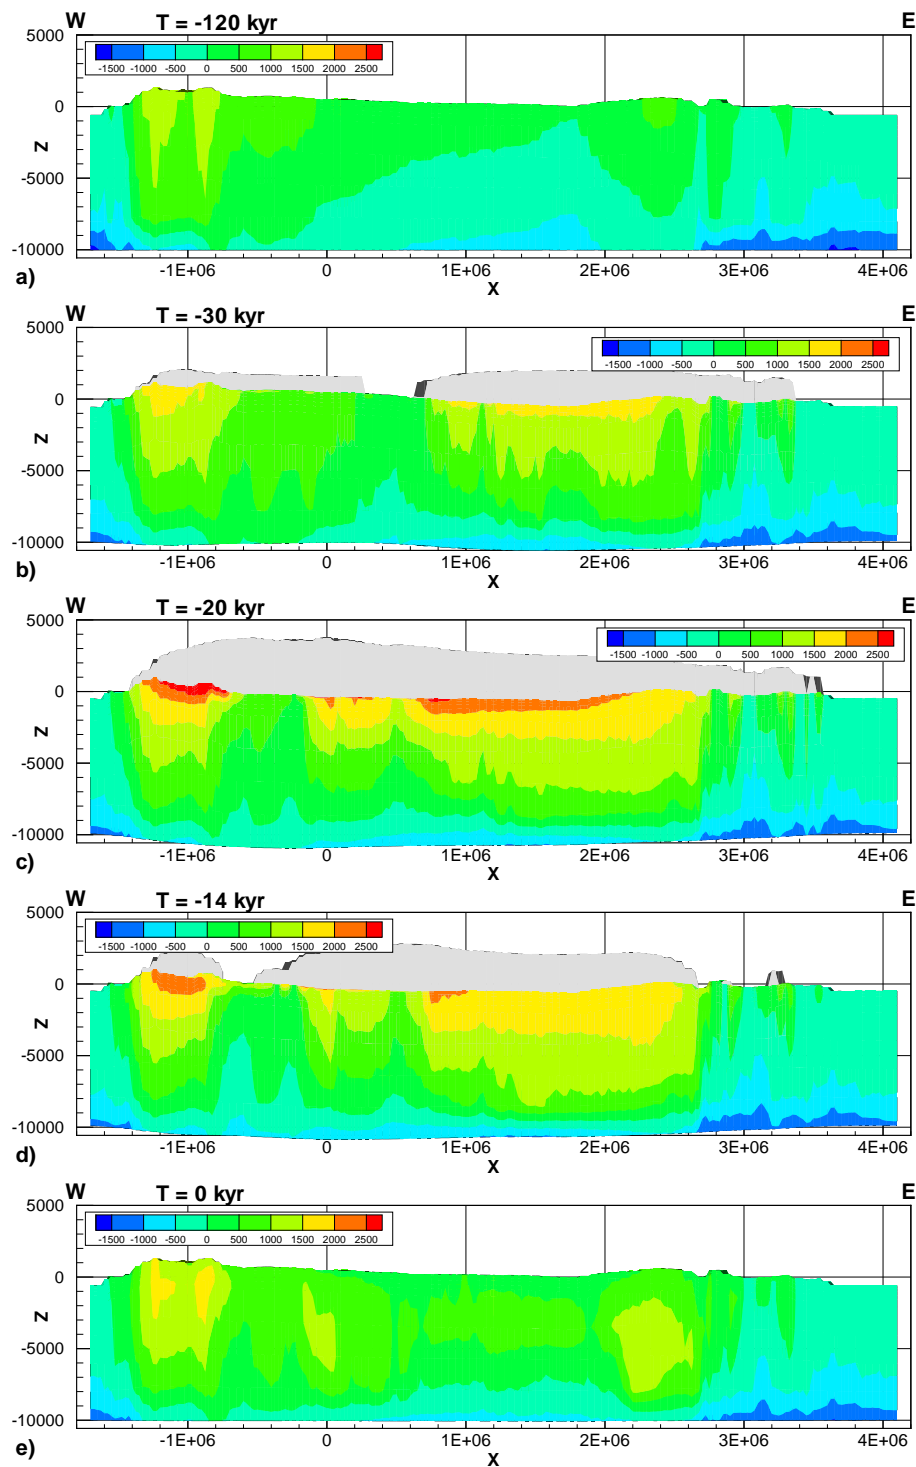 W T = -120 kyr E
5000
-1500 -1000 -500 0 500 1000 1500 2000 2500
0
Z
-5000
-10000
-1E+06 0 1E+06 2E+06 3E+06 4E+06
a) X
W T = -30 kyr E
5000
-1500 -1000 -500 0 500 1000 1500 2000 2500
0
Z
-5000
-10000
-1E+06 0 1E+06 2E+06 3E+06 4E+06
b) X
W T = -20 kyr E
5000
-1500 -1000 -500 0 500 1000 1500 2000 2500
0
Z
-5000
-10000
-1E+06 0 1E+06 2E+06 3E+06 4E+06
c) X
W T = -14 kyr E
5000
-1500 -1000 -500 0 500 1000 1500 2000 2500
0
Z
-5000
-10000
-1E+06 0 1E+06 2E+06 3E+06 4E+06
d) X
W T = 0 kyr E
5000
-1500 -1000 -500 0 500 1000 1500 2000 2500
0
Z
-5000
-10000
-1E+06 0 1E+06 2E+06 3E+06 4E+06
e) X